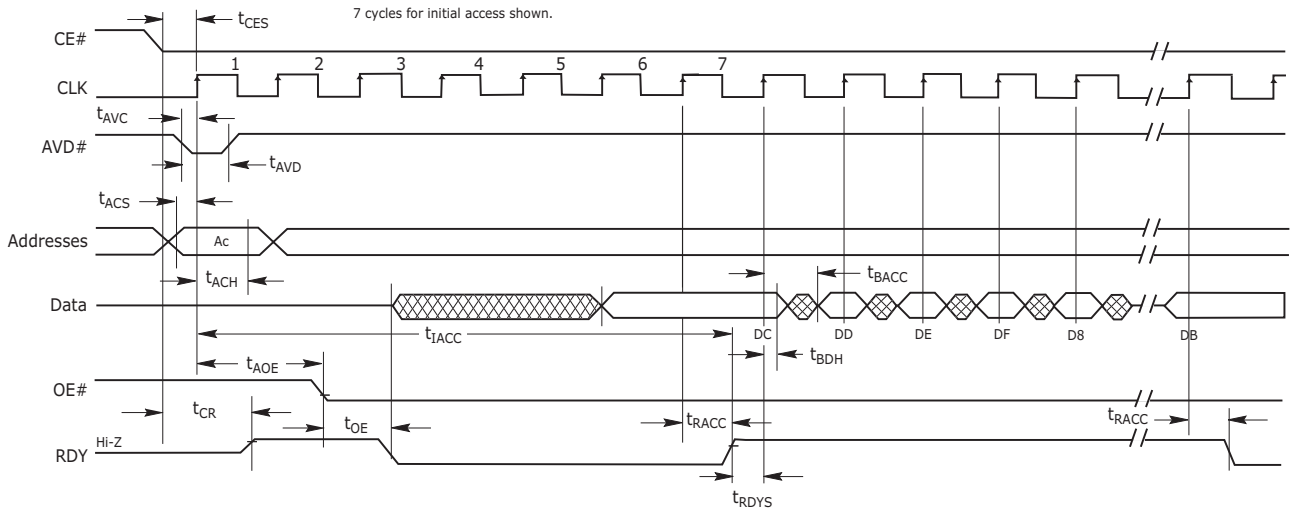 7 cycles for initial access shown.
tCES
CE#
1 2 3 4 5 6 7
CLK
tAVC
AVD#
tAVD
tACS
Addresses
Ac
tACH
tBACC
Data
tIACC
DC DD DE DF D8 DB
tBDH
tAOE
OE#
tCR
tOE
tRACC
tRACC
Hi-Z
RDY
tRDYS